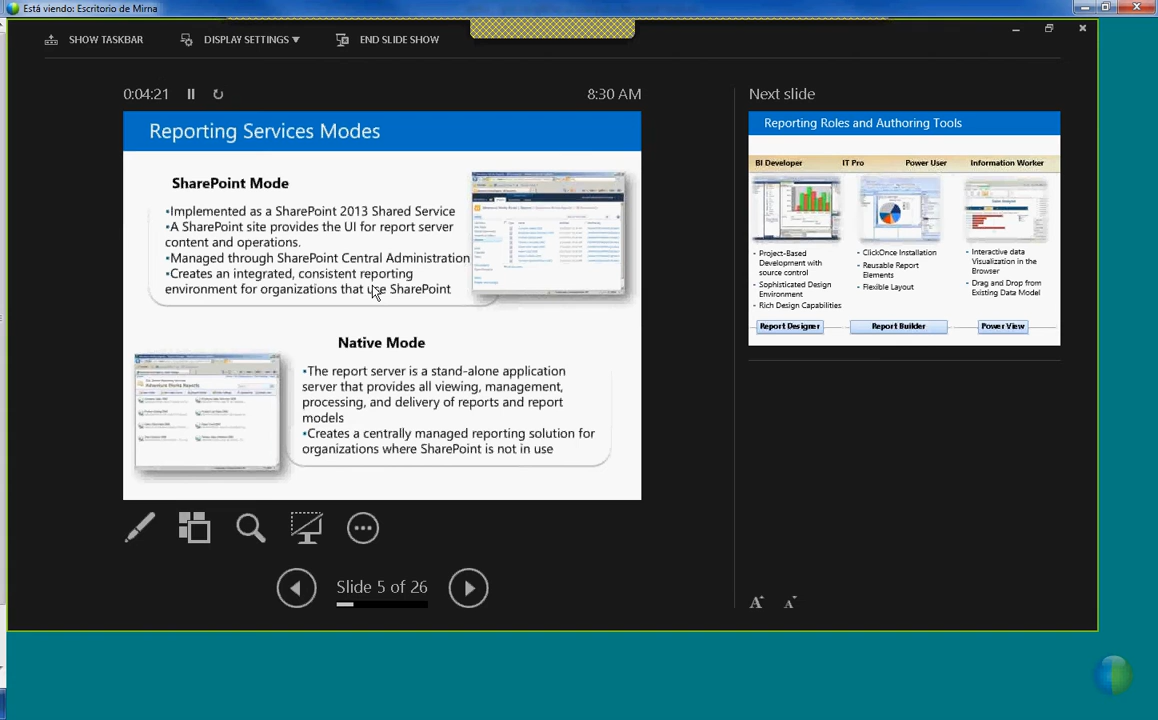 Está viendo: Escritorio de Mirna
SHOW TASKBAR
DISPLAY SETTINGS ▼
END SLIDE SHOW
0:04:21
8:30 AM
Reporting Services Modes
SharePoint Mode
▪Implemented as a SharePoint 2013 Shared Service
▪A SharePoint site provides the UI for report server
content and operations.
▪Managed through SharePoint Central Administration
▪Creates an integrated, consistent reporting
environment for organizations that use SharePoint
Native Mode
▪The report server is a stand-alone application
server that provides all viewing, management,
processing, and delivery of reports and report
models
▪Creates a centrally managed reporting solution for
organizations where SharePoint is not in use
Slide 5 of 26
Next slide
Reporting Roles and Authoring Tools
BI Developer
IT Pro
Power User
Information Worker
▪ Project-Based
Development with
source control
▪ Sophisticated Design
Environment
▪ Rich Design Capabilities
▪ ClickOnce Installation
▪ Reusable Report
Elements
▪ Flexible Layout
▪ Interactive data
Visualization in the
Browser
▪ Drag and Drop from
Existing Data Model
Report Designer
Report Builder
Power View
A
A